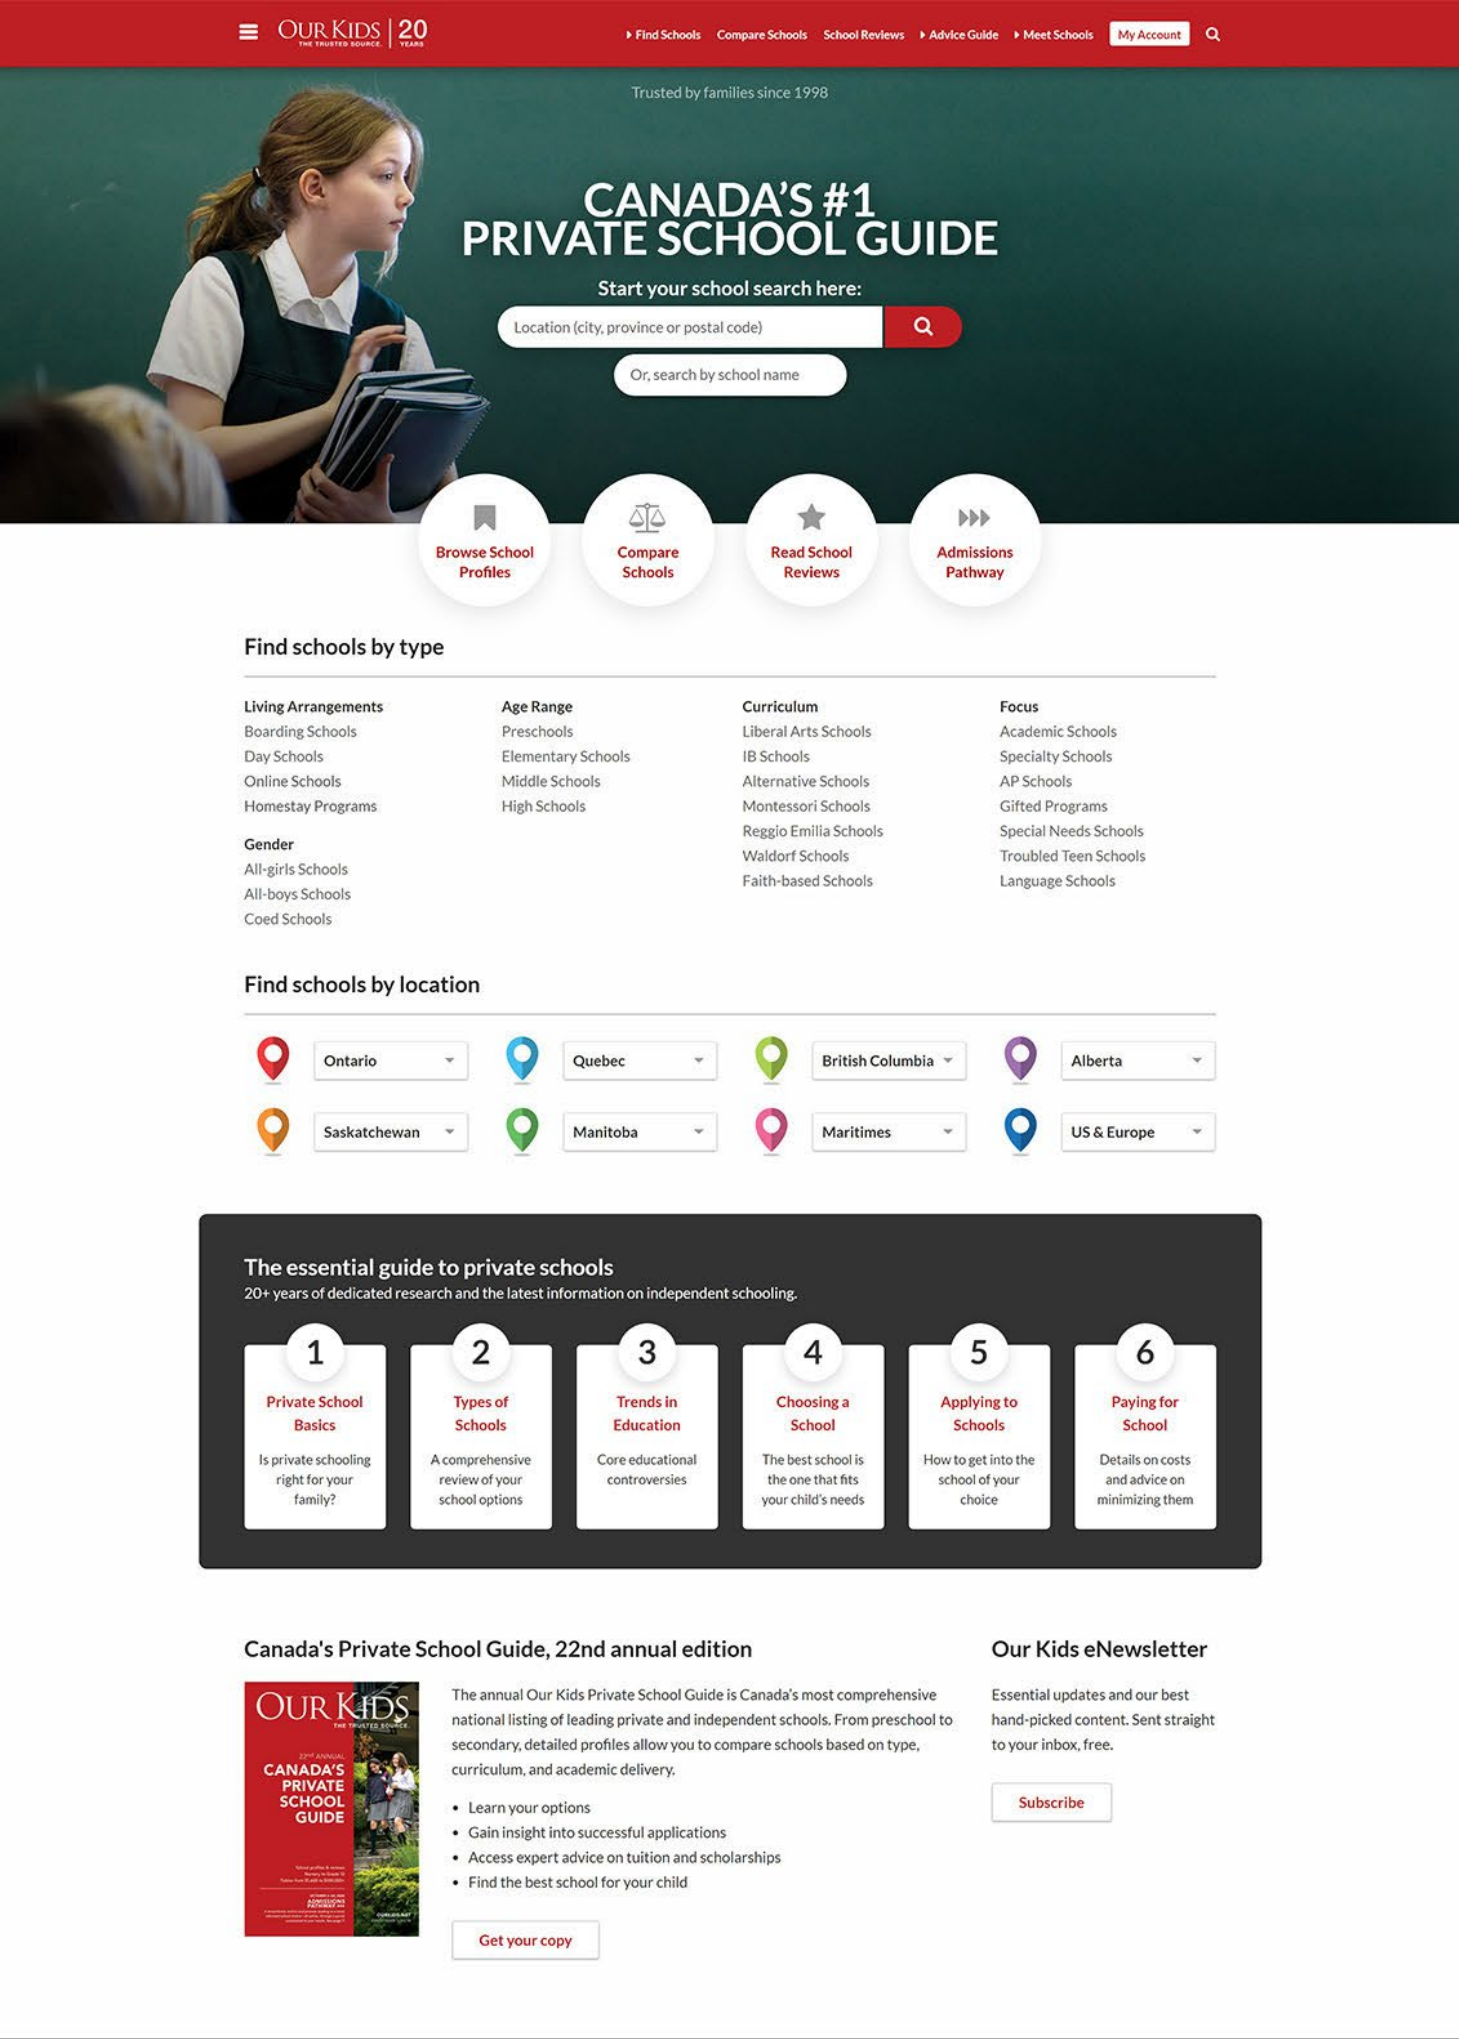 OUR KIDS | 20
THE TRUSTED SOURCE. YEARS
Find Schools Compare Schools School Reviews Advice Guide Meet Schools My Account
Trusted by families since 1998
CANADA'S #1
PRIVATE SCHOOL GUIDE
Start your school search here:
Location (city, province or postal code)
Or, search by school name
Browse School
Profiles
Compare
Schools
Read School
Reviews
Admissions
Pathway
Find schools by type
Living Arrangements
Boarding Schools
Day Schools
Online Schools
Homestay Programs
Gender
All-girls Schools
All-boys Schools
Coed Schools
Age Range
Preschools
Elementary Schools
Middle Schools
High Schools
Curriculum
Liberal Arts Schools
IB Schools
Alternative Schools
Montessori Schools
Reggio Emilia Schools
Waldorf Schools
Faith-based Schools
Focus
Academic Schools
Specialty Schools
AP Schools
Gifted Programs
Special Needs Schools
Troubled Teen Schools
Language Schools
Find schools by location
Ontario
Quebec
British Columbia
Alberta
Saskatchewan
Manitoba
Maritimes
US & Europe
The essential guide to private schools
20+ years of dedicated research and the latest information on independent schooling.
1
Private School
Basics
Is private schooling
right for your
family?
2
Types of
Schools
A comprehensive
review of your
school options
3
Trends in
Education
Core educational
controversies
4
Choosing a
School
The best school is
the one that fits
your child's needs
5
Applying to
Schools
How to get into the
school of your
choice
6
Paying for
School
Details on costs
and advice on
minimizing them
Canada's Private School Guide, 22nd annual edition
OUR KIDS
THE TRUSTED SOURCE.
22ND ANNUAL
CANADA'S
PRIVATE
SCHOOL
GUIDE
ADMISSIONS
PATHWAY
OURKIDS.NET
The annual Our Kids Private School Guide is Canada's most comprehensive
national listing of leading private and independent schools. From preschool to
secondary, detailed profiles allow you to compare schools based on type,
curriculum, and academic delivery.
• Learn your options
• Gain insight into successful applications
• Access expert advice on tuition and scholarships
• Find the best school for your child
Get your copy
Our Kids eNewsletter
Essential updates and our best
hand-picked content. Sent straight
to your inbox, free.
Subscribe